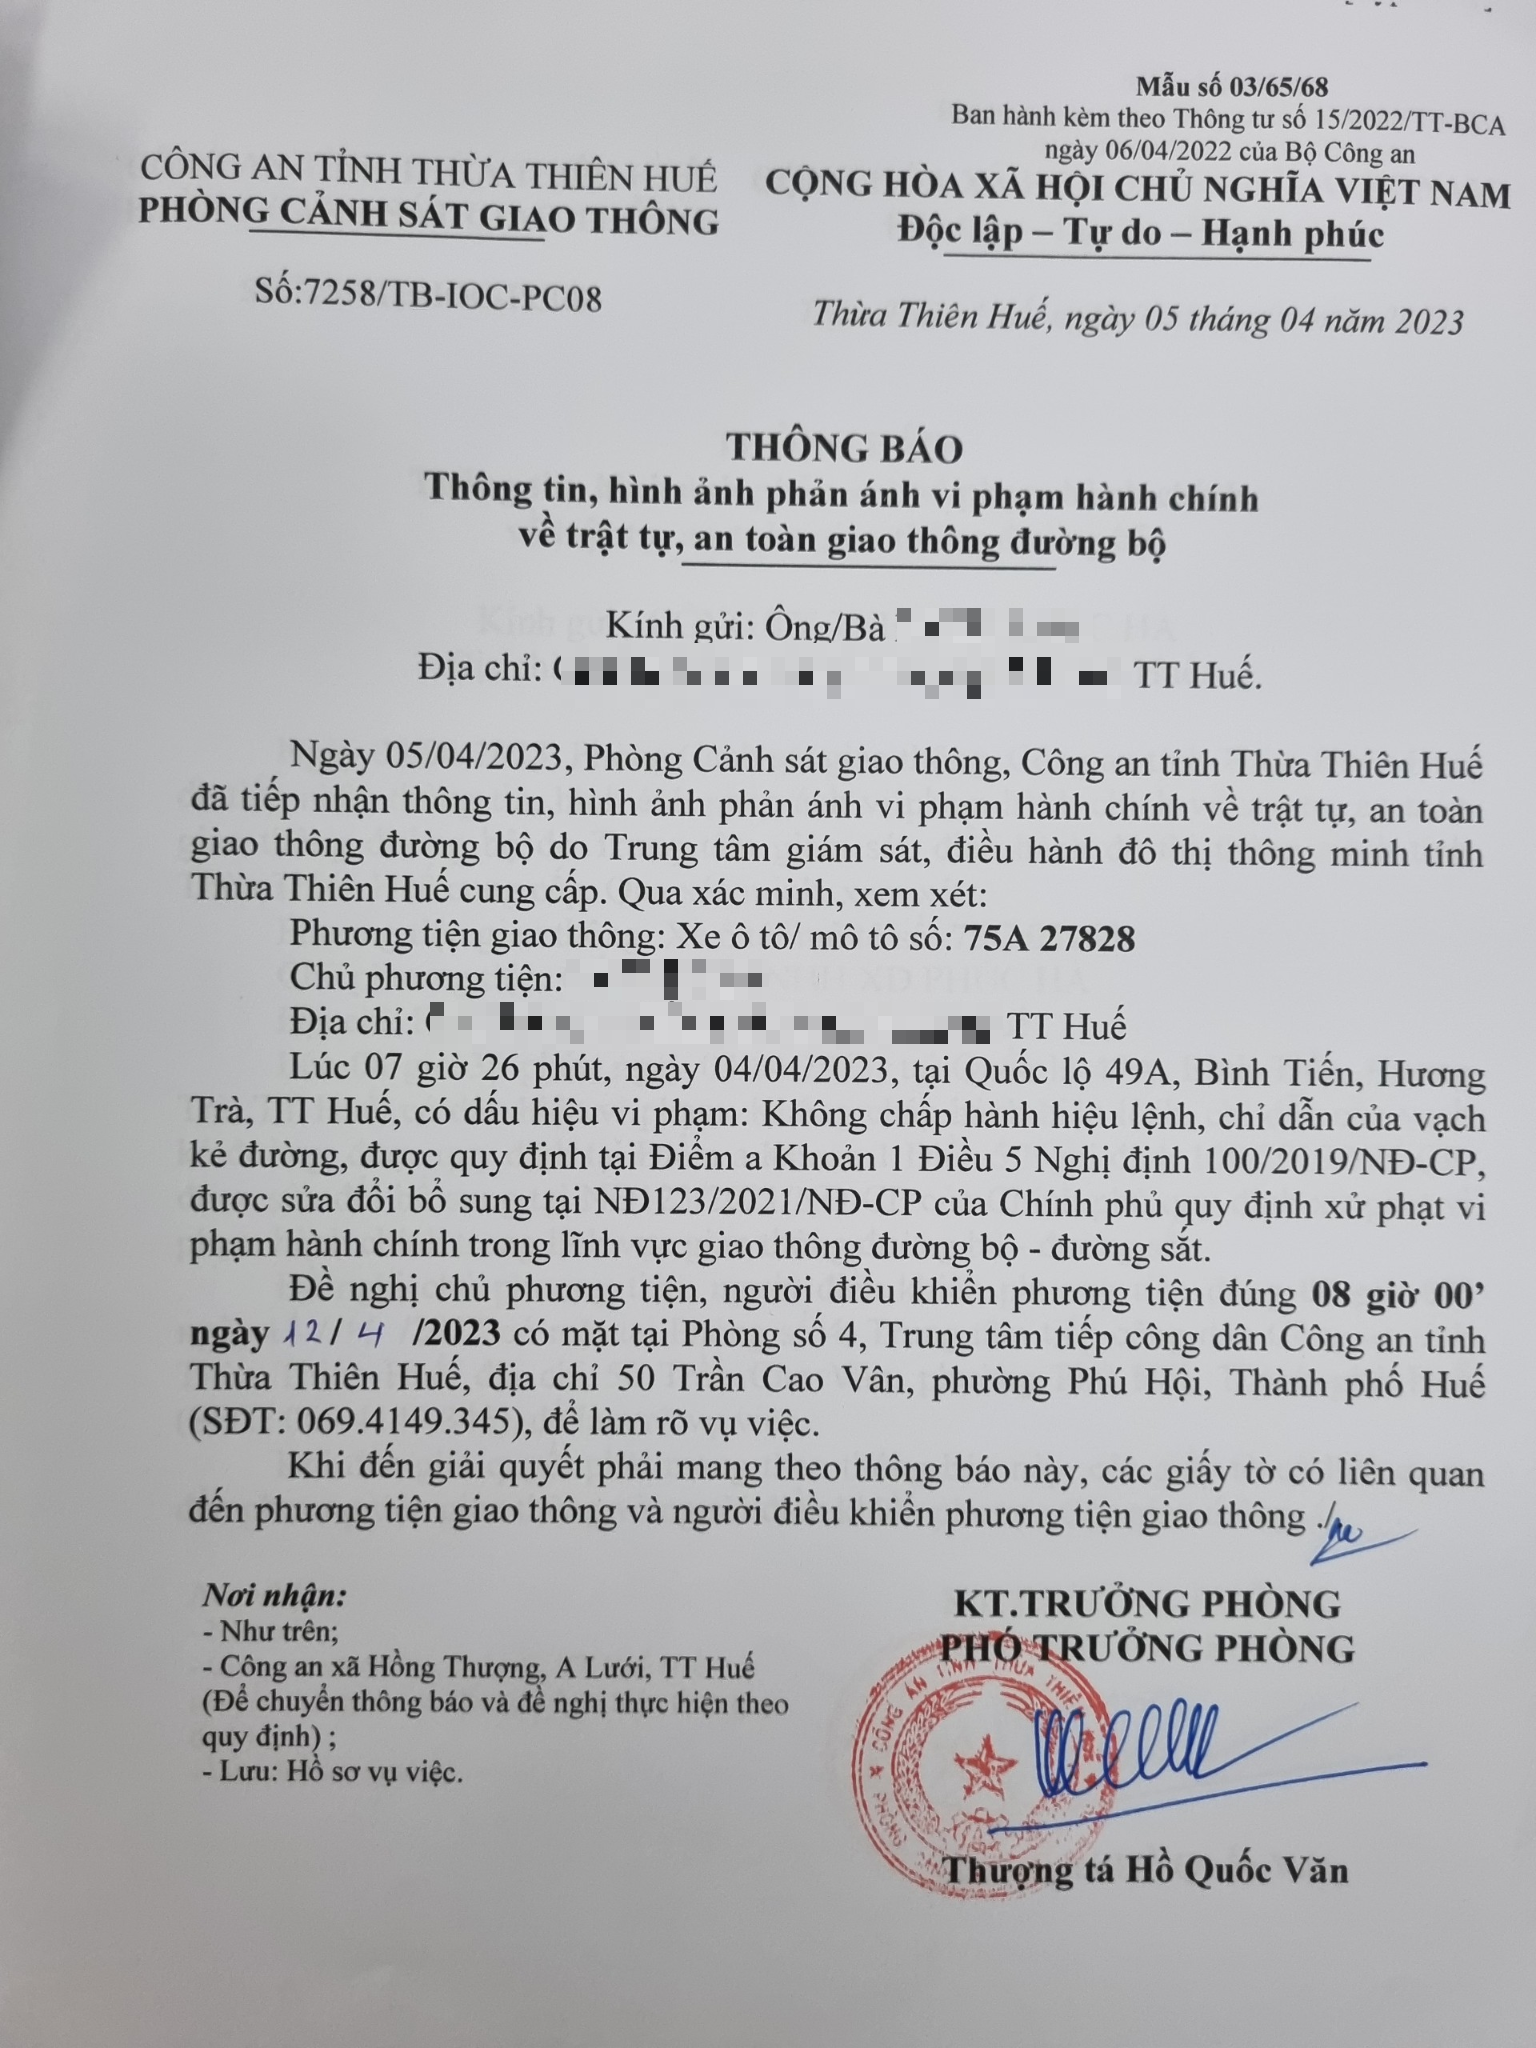 Mẫu số 03/65/68
Ban hành kèm theo Thông tư số 15/2022/TT-BCA
ngày 06/04/2022 của Bộ Công an
CÔNG AN TỈNH THỪA THIÊN HUẾ
PHÒNG CẢNH SÁT GIAO THÔNG
CỘNG HÒA XÃ HỘI CHỦ NGHĨA VIỆT NAM
Độc lập – Tự do – Hạnh phúc
Số:7258/TB-IOC-PC08
Thừa Thiên Huế, ngày 05 tháng 04 năm 2023
THÔNG BÁO
Thông tin, hình ảnh phản ánh vi phạm hành chính
về trật tự, an toàn giao thông đường bộ
Kính gửi: Ông/Bà
Địa chỉ: TT Huế.
Ngày 05/04/2023, Phòng Cảnh sát giao thông, Công an tỉnh Thừa Thiên Huế
đã tiếp nhận thông tin, hình ảnh phản ánh vi phạm hành chính về trật tự, an toàn
giao thông đường bộ do Trung tâm giám sát, điều hành đô thị thông minh tỉnh
Thừa Thiên Huế cung cấp. Qua xác minh, xem xét:
Phương tiện giao thông: Xe ô tô/ mô tô số: 75A 27828
Chủ phương tiện:
Địa chỉ: TT Huế
Lúc 07 giờ 26 phút, ngày 04/04/2023, tại Quốc lộ 49A, Bình Tiến, Hương
Trà, TT Huế, có dấu hiệu vi phạm: Không chấp hành hiệu lệnh, chỉ dẫn của vạch
kẻ đường, được quy định tại Điểm a Khoản 1 Điều 5 Nghị định 100/2019/NĐ-CP,
được sửa đổi bổ sung tại NĐ123/2021/NĐ-CP của Chính phủ quy định xử phạt vi
phạm hành chính trong lĩnh vực giao thông đường bộ - đường sắt.
Đề nghị chủ phương tiện, người điều khiển phương tiện đúng 08 giờ 00’
ngày 12/ 4 /2023 có mặt tại Phòng số 4, Trung tâm tiếp công dân Công an tỉnh
Thừa Thiên Huế, địa chỉ 50 Trần Cao Vân, phường Phú Hội, Thành phố Huế
(SĐT: 069.4149.345), để làm rõ vụ việc.
Khi đến giải quyết phải mang theo thông báo này, các giấy tờ có liên quan
đến phương tiện giao thông và người điều khiển phương tiện giao thông ./
Nơi nhận:
- Như trên;
- Công an xã Hồng Thượng, A Lưới, TT Huế
(Để chuyển thông báo và đề nghị thực hiện theo
quy định) ;
- Lưu: Hồ sơ vụ việc.
KT.TRƯỞNG PHÒNG
PHÓ TRƯỞNG PHÒNG
CÔNG AN TỈNH THỪA THIÊN
PHÒNG
Thượng tá Hồ Quốc Văn